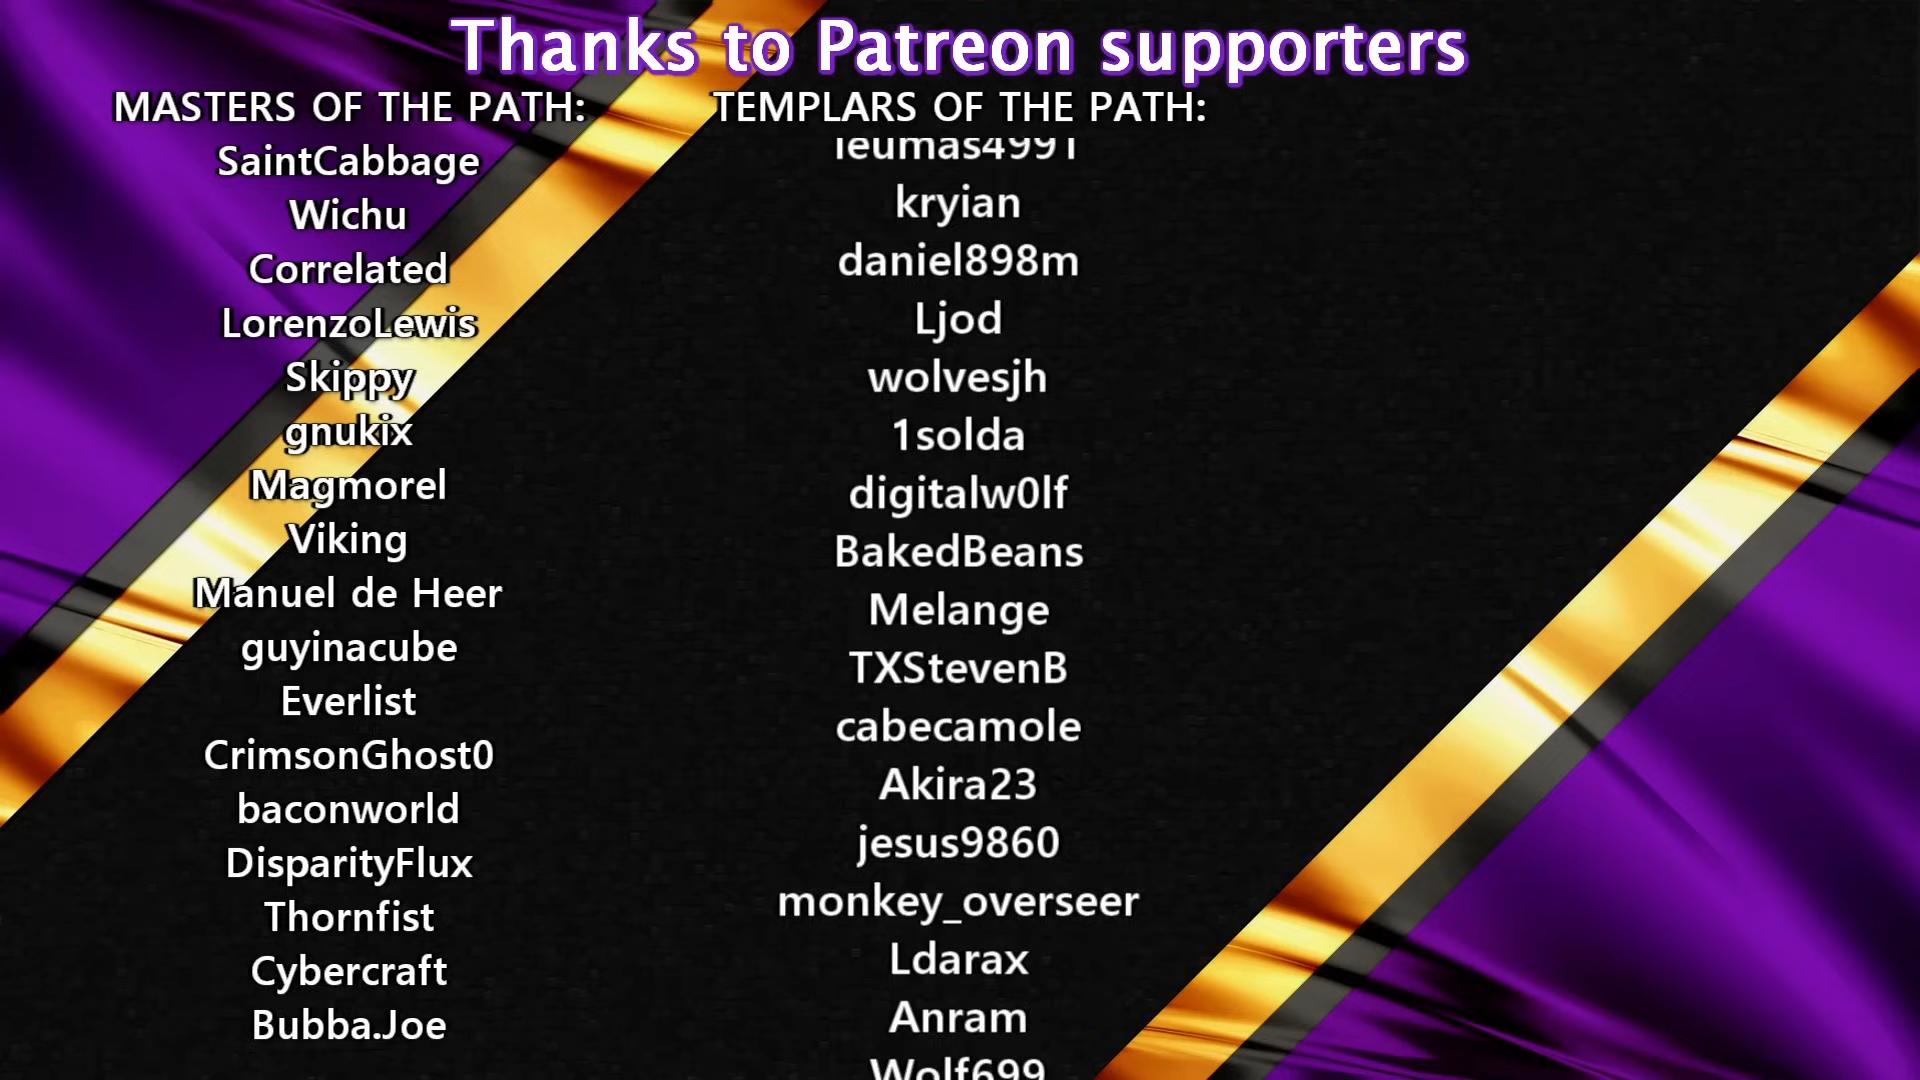 Thanks to Patreon supporters
MASTERS OF THE PATH:
SaintCabbage
Wichu
Correlated
LorenzoLewis
Skippy
gnukix
Magmorel
Viking
Manuel de Heer
guyinacube
Everlist
CrimsonGhost0
baconworld
DisparityFlux
Thornfist
Cybercraft
Bubba.Joe
TEMPLARS OF THE PATH:
kryian
daniel898m
Ljod
wolvesjh
1solda
digitalw0lf
BakedBeans
Melange
TXStevenB
cabecamole
Akira23
jesus9860
monkey_overseer
Ldarax
Anram
Wolf699